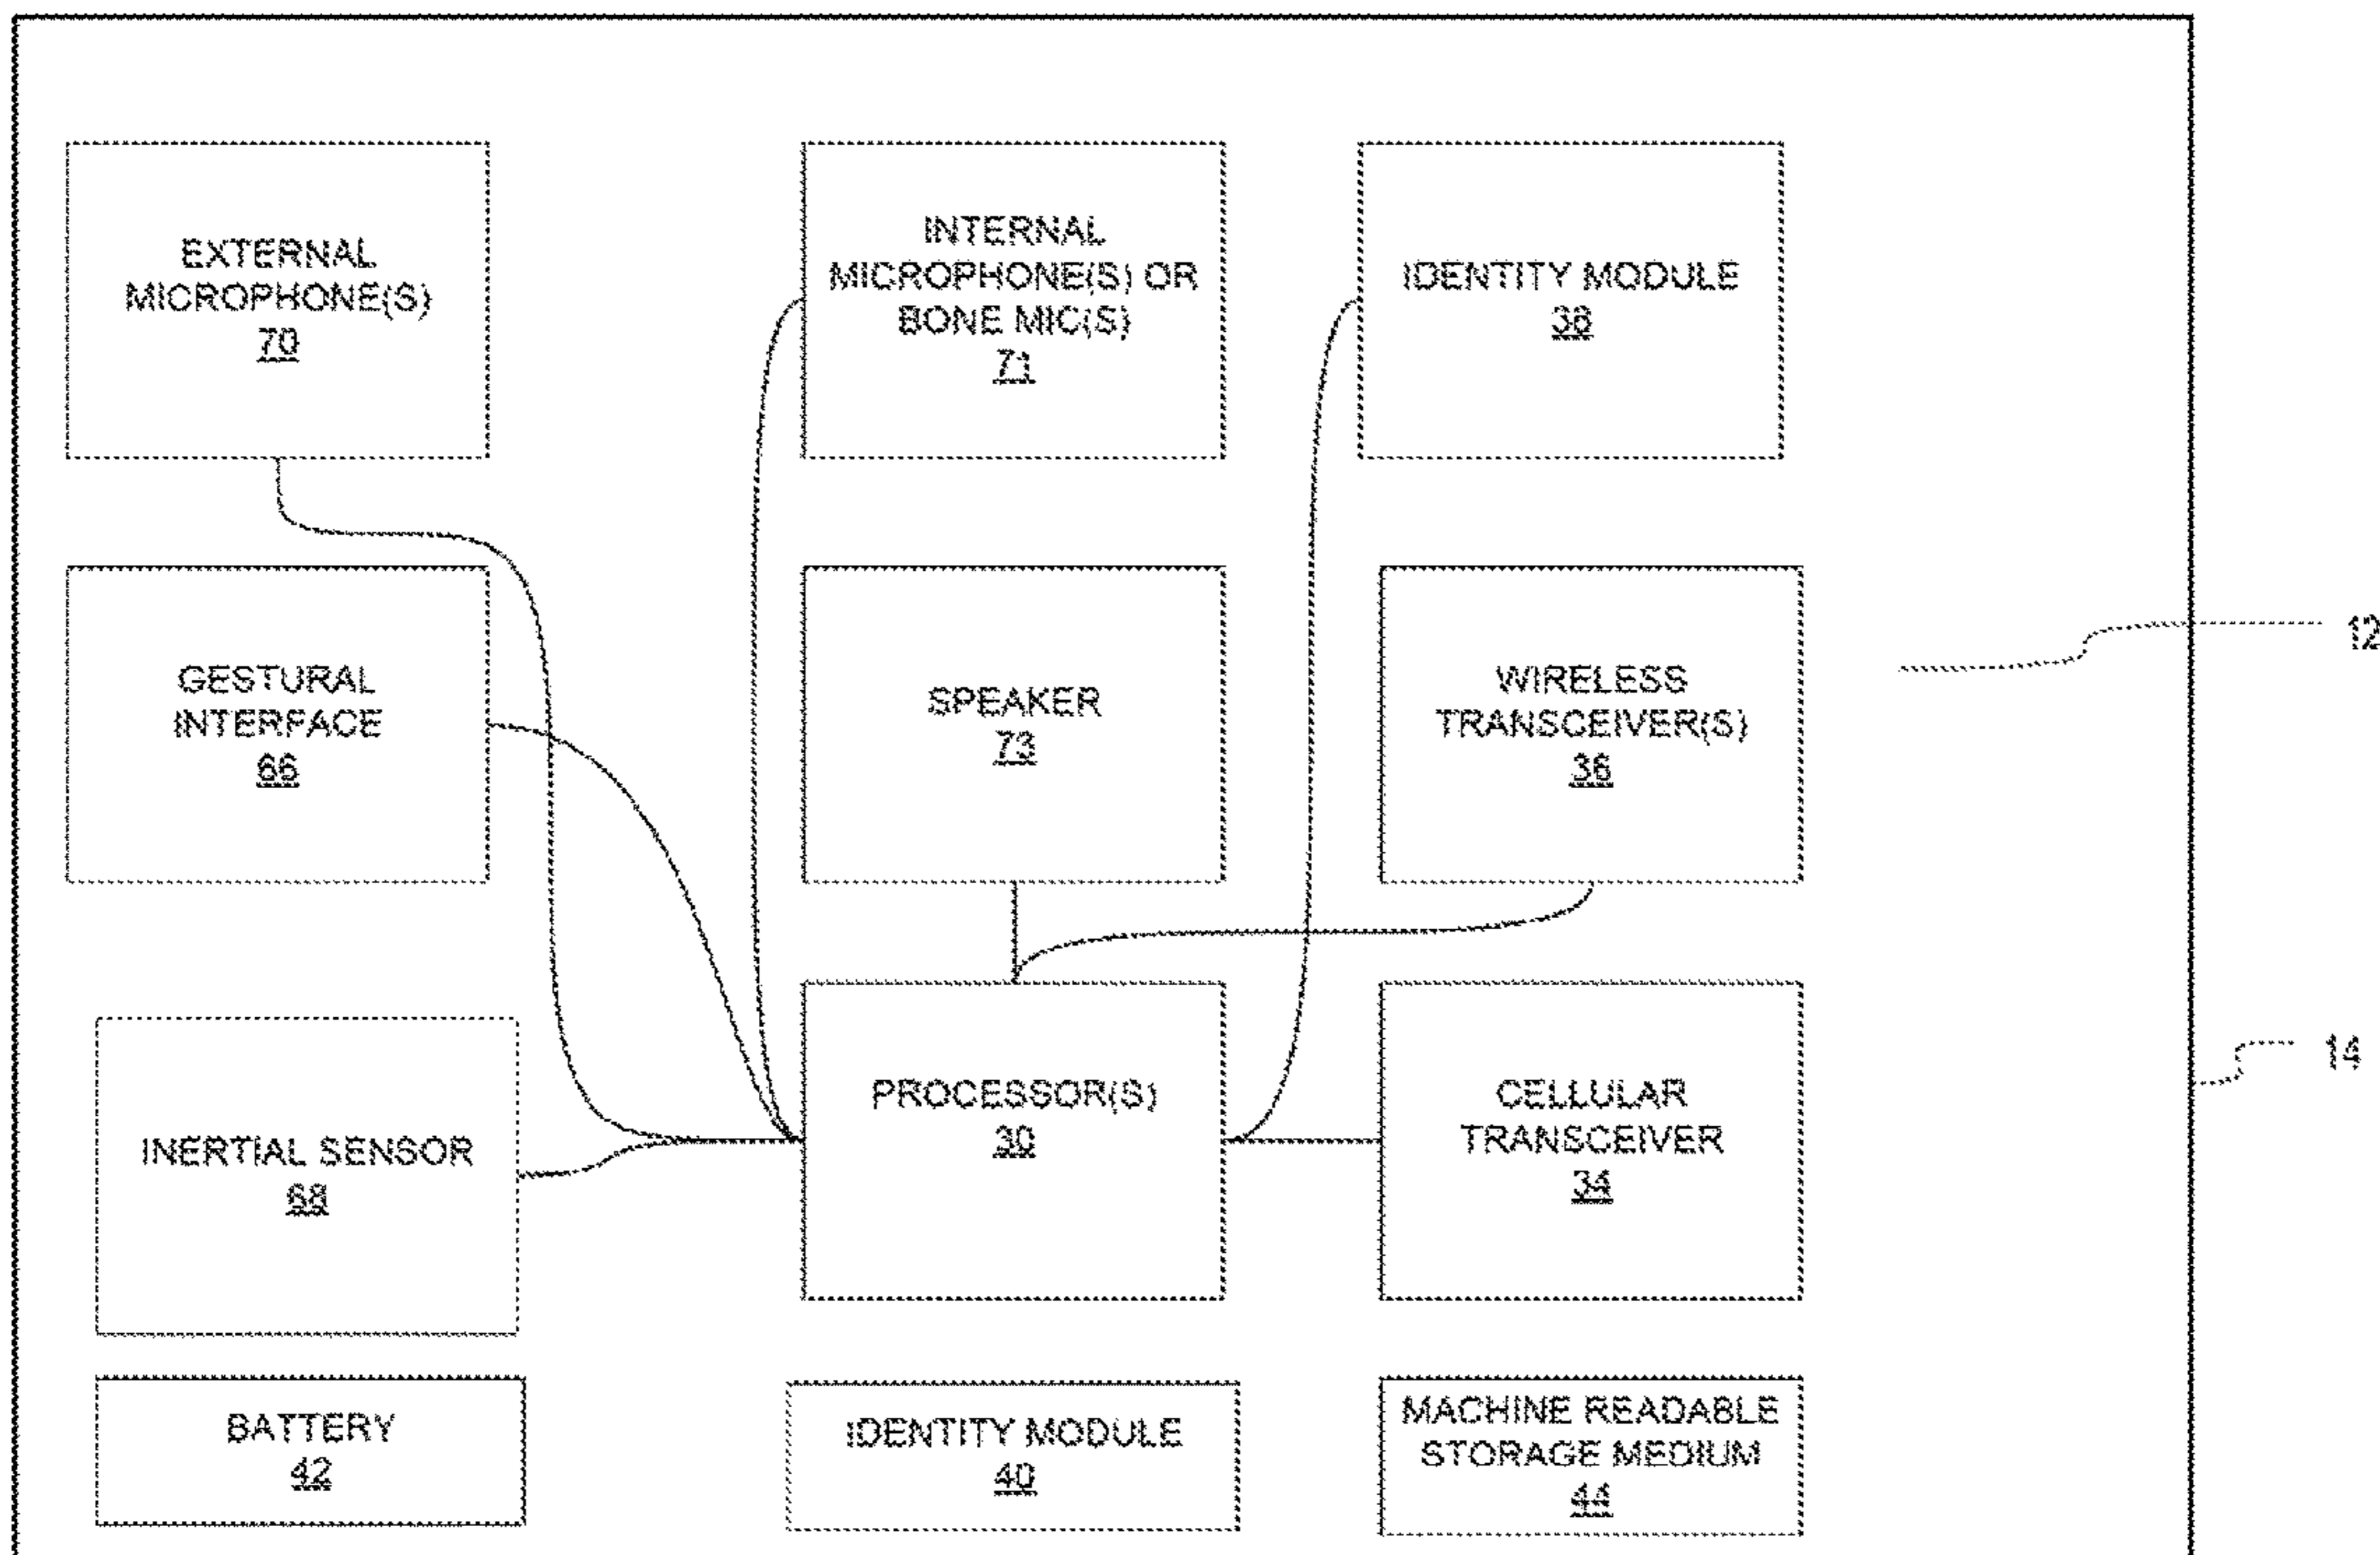 EXTERNAL
MICROPHONE(S)
70
INTERNAL
MICROPHONE(S) OR
BONE MIC(S)
71
IDENTITY MODULE
38
GESTURAL
INTERFACE
66
SPEAKER
73
WIRELESS
TRANSCEIVER(S)
36
12
INERTIAL SENSOR
68
PROCESSOR(S)
30
CELLULAR
TRANSCEIVER
34
14
BATTERY
42
IDENTITY MODULE
40
MACHINE READABLE
STORAGE MEDIUM
44